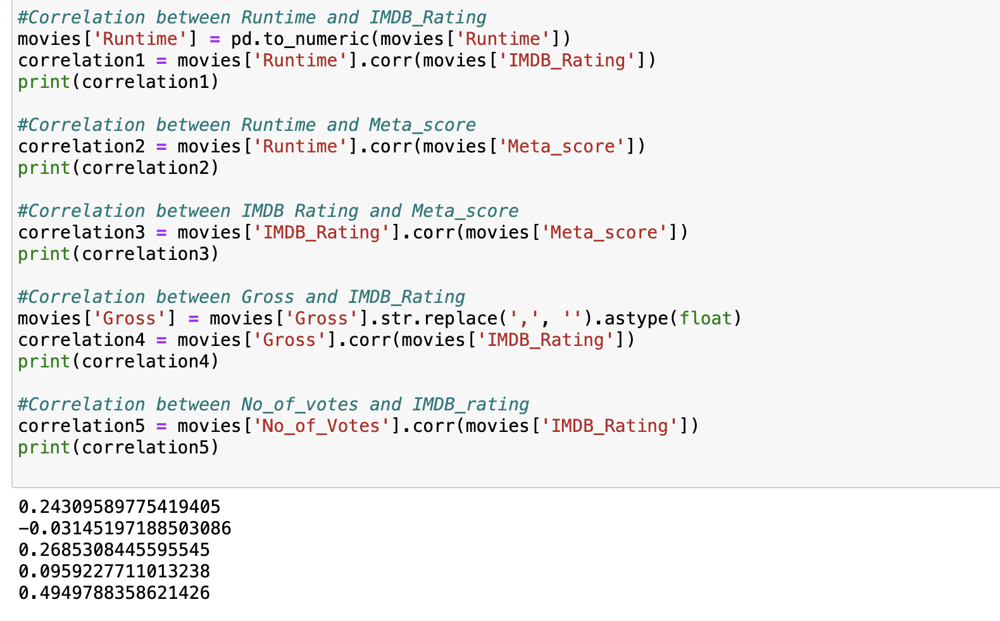 #Correlation between Runtime and IMDB_Rating
movies['Runtime'] = pd.to_numeric(movies['Runtime'])
correlation1 = movies['Runtime'].corr(movies['IMDB_Rating'])
print(correlation1)
#Correlation between Runtime and Meta_score
correlation2 = movies['Runtime'].corr(movies['Meta_score'])
print(correlation2)
#Correlation between IMDB Rating and Meta_score
correlation3 = movies['IMDB_Rating'].corr(movies['Meta_score'])
print(correlation3)
#Correlation between Gross and IMDB_Rating
movies['Gross'] = movies['Gross'].str.replace(',', '').astype(float)
correlation4 = movies['Gross'].corr(movies['IMDB_Rating'])
print(correlation4)
#Correlation between No_of_votes and IMDB_rating
correlation5 = movies['No_of_Votes'].corr(movies['IMDB_Rating'])
print(correlation5)
0.24309589775419405
-0.03145197188503086
0.2685308445595545
0.0959227711013238
0.4949788358621426